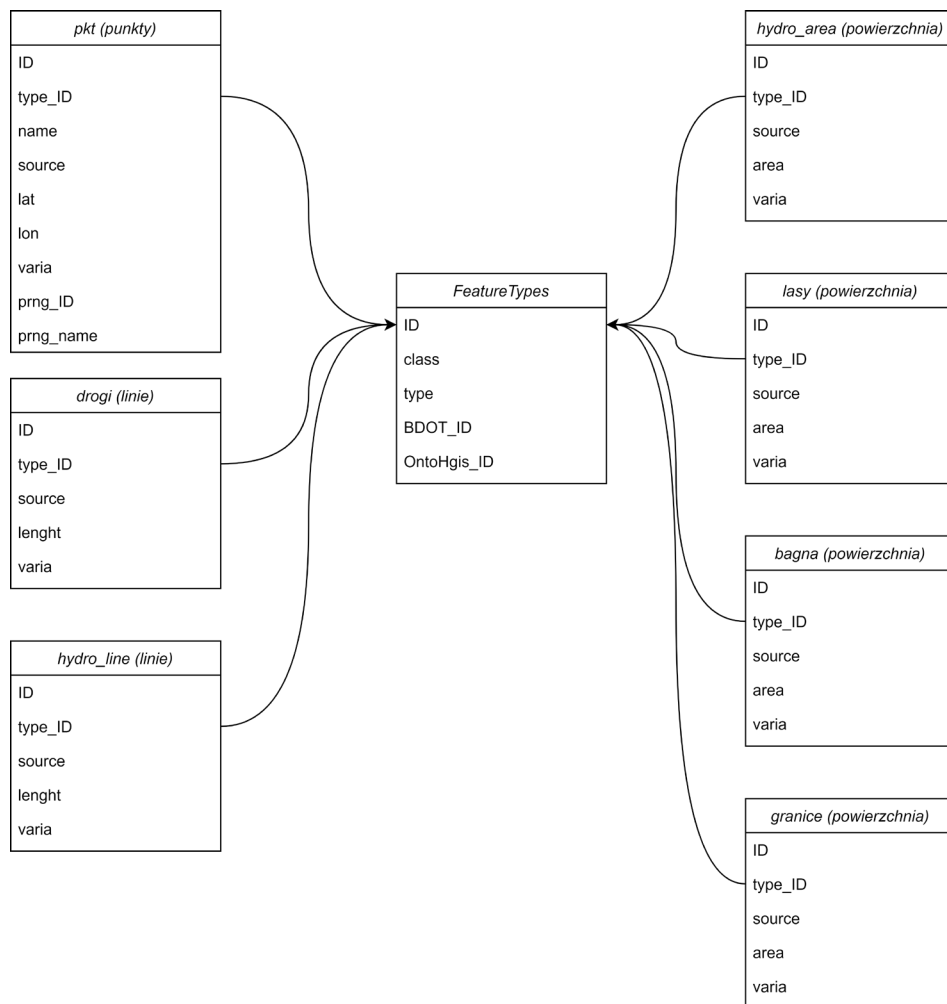 pkt (punkty)
ID
type_ID
name
source
lat
lon
varia
prng_ID
prng_name
drogi (linie)
ID
type_ID
source
lenght
varia
hydro_line (linie)
ID
type_ID
source
lenght
varia
FeatureTypes
ID
class
type
BDOT_ID
OntoHgis_ID
hydro_area (powierzchnia)
ID
type_ID
source
area
varia
lasy (powierzchnia)
ID
type_ID
source
area
varia
bagna (powierzchnia)
ID
type_ID
source
area
varia
granice (powierzchnia)
ID
type_ID
source
area
varia